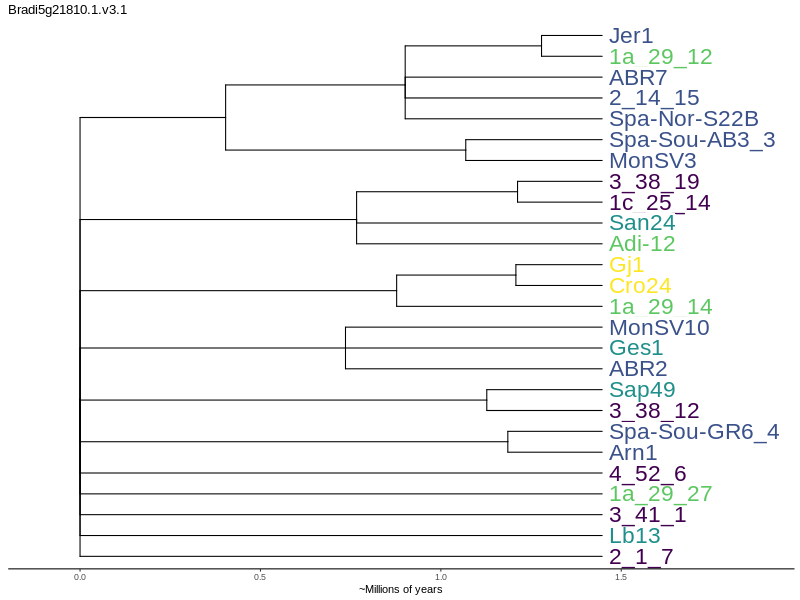 Bradi5g21810.1.v3.1
Jer1
1a_29_12
ABR7
2_14_15
Spa-Nor-S22B
Spa-Sou-AB3_3
MonSV3
3_38_19
1c_25_14
San24
Adi-12
Gj1
Cro24
1a_29_14
MonSV10
Ges1
ABR2
Sap49
3_38_12
Spa-Sou-GR6_4
Arn1
4_52_6
1a_29_27
3_41_1
Lb13
2_1_7
0.0 0.5 1.0 1.5
~Millions of years